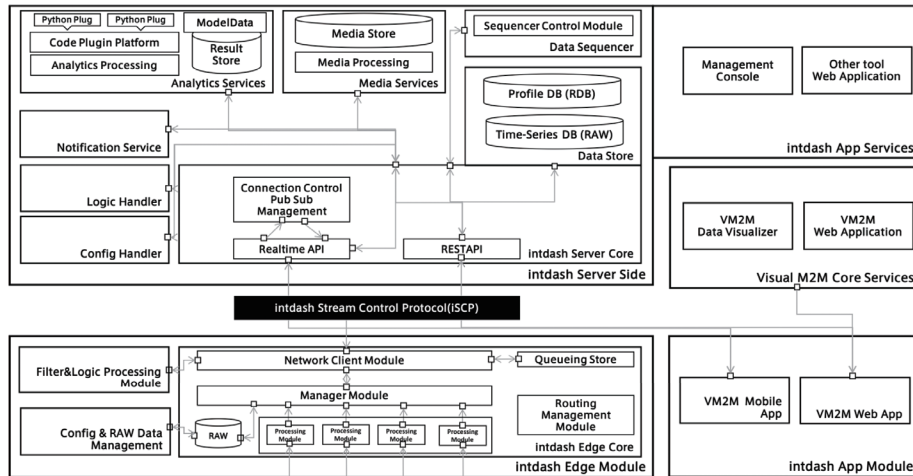 Python Plug
Python Plug
ModelData
Code Plugin Platform
Result
Store
Analytics Processing
Analytics Services
Media Store
Media Processing
Media Services
Sequencer Control Module
Data Sequencer
Profile DB (RDB)
Time-Series DB (RAW)
Data Store
Management
Console
Other tool
Web Application
intdash App Services
Notification Service
Logic Handler
Config Handler
Connection Control
Pub Sub
Management
Realtime API
RESTAPI
intdash Server Core
intdash Server Side
VM2M
Data Visualizer
VM2M
Web Application
Visual M2M Core Services
intdash Stream Control Protocol(iSCP)
Filter&Logic Processing
Module
Config & RAW Data
Management
Network Client Module
Queueing Store
Manager Module
Routing
Management
Module
RAW
Processing
Module
Processing
Module
Processing
Module
Processing
Module
intdash Edge Core
intdash Edge Module
VM2M Mobile
App
VM2M Web App
intdash App Module